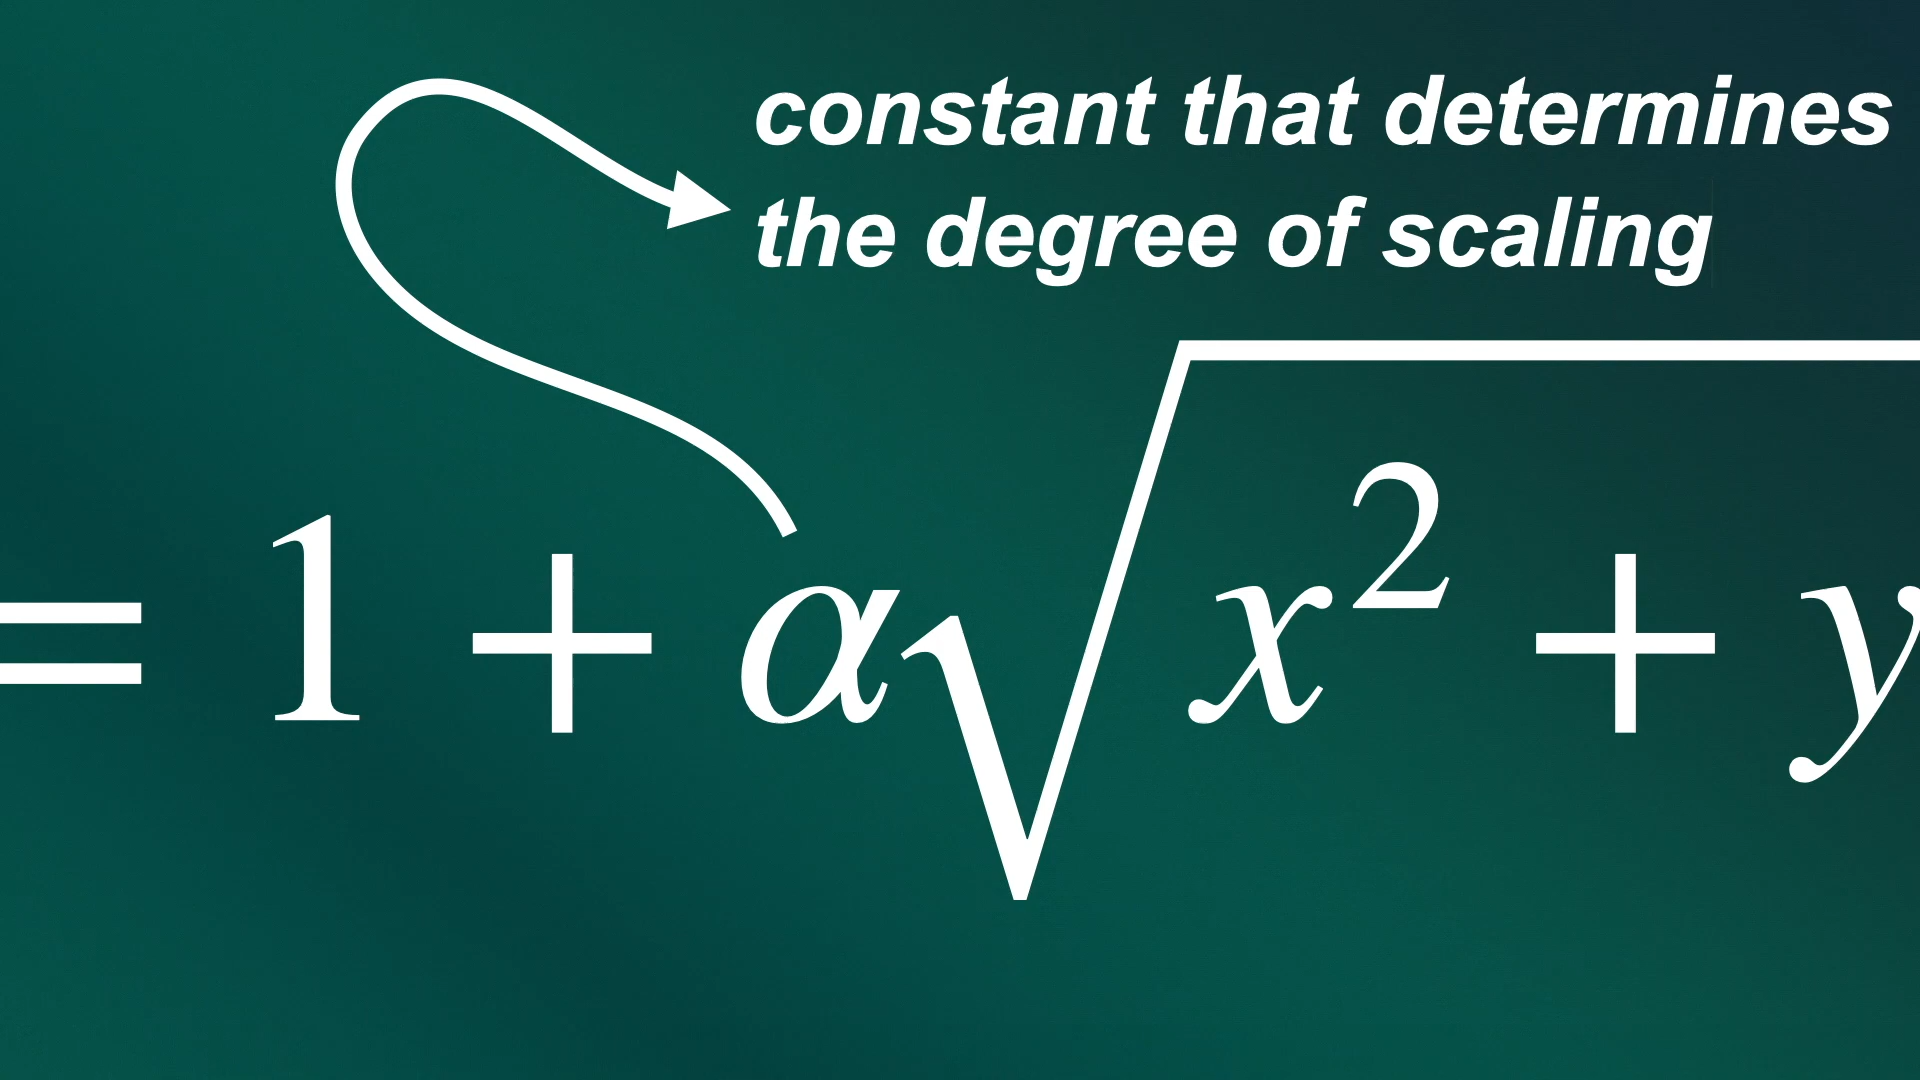 constant that determines
the degree of scaling
= 1 + α√x² + y